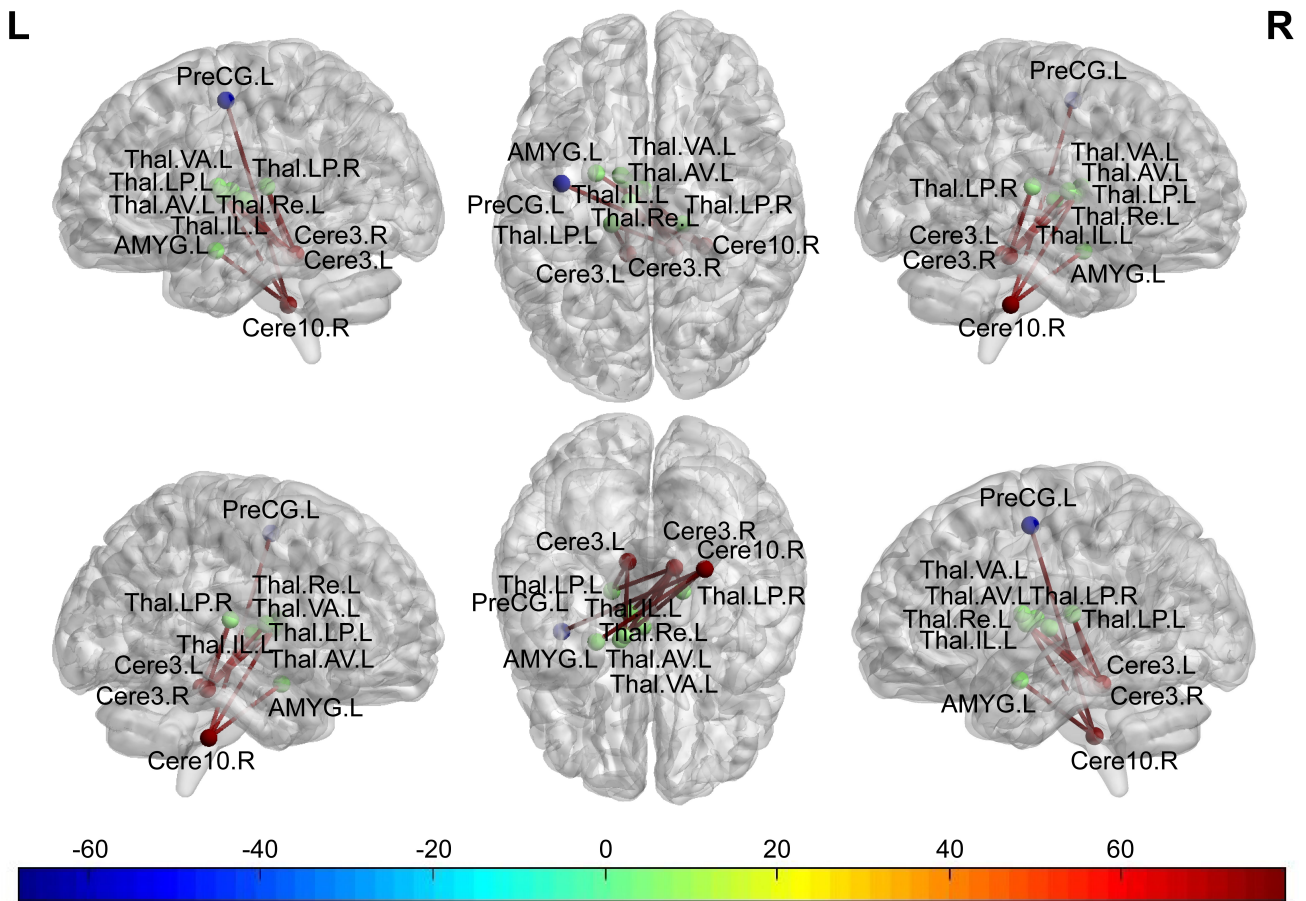 L
R
PreCG.L
Thal.VA.L
Thal.LP.R
Thal.LP.L
Thal.AV.L
Thal.Re.L
Thal.IL.L
Cere3.R
AMYG.L
Cere3.L
Cere10.R
AMYG.L
Thal.VA.L
Thal.AV.L
Thal.IL.L
PreCG.L
Thal.LP.R
Thal.Re.L
Thal.LP.L
Cere10.R
Cere3.L
Cere3.R
PreCG.L
Thal.VA.L
Thal.AV.L
Thal.LP.R
Thal.LP.L
Thal.Re.L
Cere3.L
Thal.IL.L
Cere3.R
AMYG.L
Cere10.R
PreCG.L
Thal.Re.L
Thal.LP.R
Thal.VA.L
Thal.LP.L
Thal.IL.L
Thal.AV.L
Cere3.L
Cere3.R
AMYG.L
Cere10.R
Cere3.R
Cere3.L
Cere10.R
Thal.LP.L
Thal.LP.R
PreCG.L
Thal.IL.L
Thal.Re.L
AMYG.L
Thal.AV.L
Thal.VA.L
PreCG.L
Thal.VA.L
Thal.AV.L
Thal.LP.R
Thal.Re.L
Thal.LP.L
Thal.IL.L
Cere3.L
Cere3.R
AMYG.L
Cere10.R
-60 -40 -20 0 20 40 60